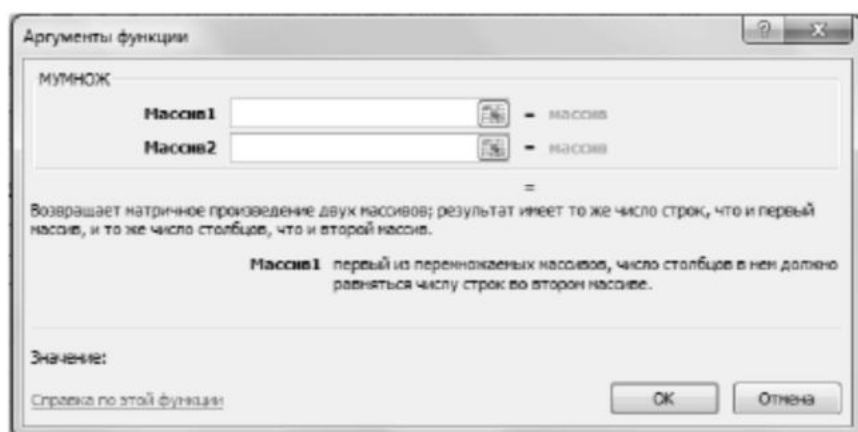 Аргументы функции
МУМНОЖ
Массив1 = массив
Массив2 = массив
=
Возвращает матричное произведение двух массивов; результат имеет то же число строк, что и первый
массив, и то же число столбцов, что и второй массив.
Массив1 первый из перемножаемых массивов, число столбцов в нем должно
равняться числу строк во втором массиве.
Значение:
Справка по этой функции
ОК
Отмена